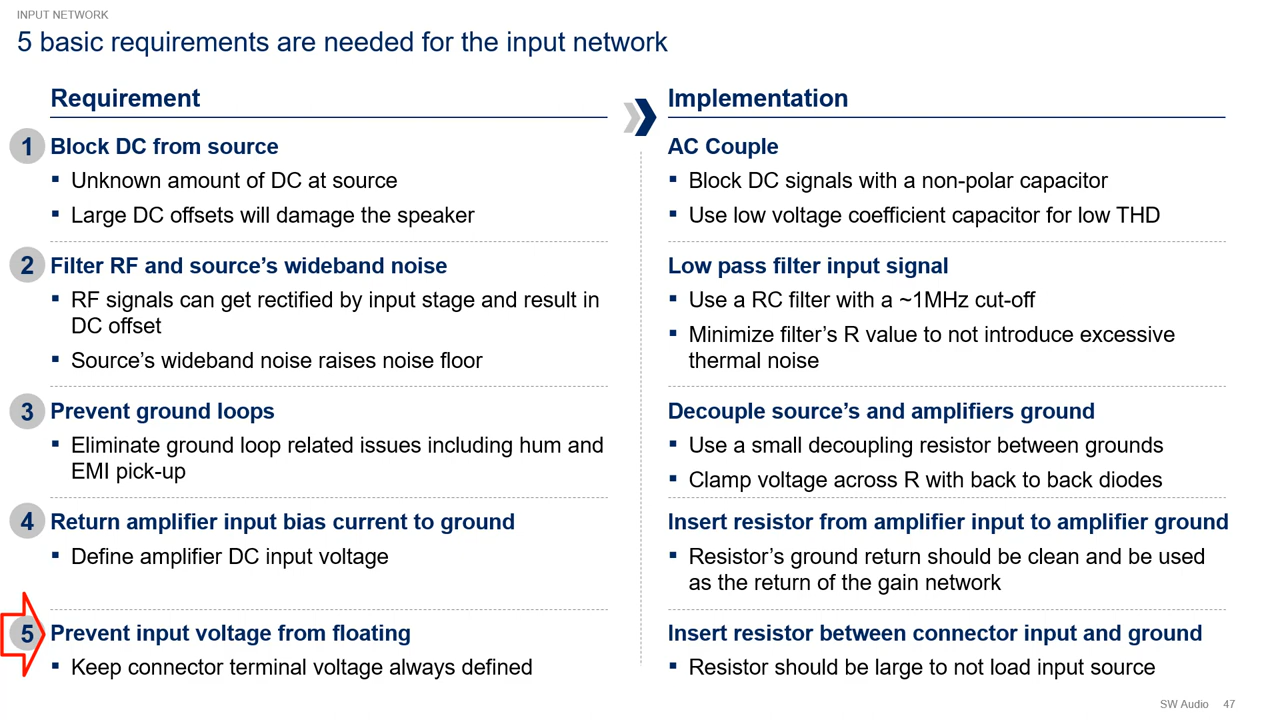 INPUT NETWORK
5 basic requirements are needed for the input network
Requirement
Implementation
1 Block DC from source
▪ Unknown amount of DC at source
▪ Large DC offsets will damage the speaker
AC Couple
▪ Block DC signals with a non-polar capacitor
▪ Use low voltage coefficient capacitor for low THD
2 Filter RF and source's wideband noise
▪ RF signals can get rectified by input stage and result in
DC offset
▪ Source's wideband noise raises noise floor
Low pass filter input signal
▪ Use a RC filter with a ~1MHz cut-off
▪ Minimize filter's R value to not introduce excessive
thermal noise
3 Prevent ground loops
▪ Eliminate ground loop related issues including hum and
EMI pick-up
Decouple source's and amplifiers ground
▪ Use a small decoupling resistor between grounds
▪ Clamp voltage across R with back to back diodes
4 Return amplifier input bias current to ground
▪ Define amplifier DC input voltage
Insert resistor from amplifier input to amplifier ground
▪ Resistor's ground return should be clean and be used
as the return of the gain network
5 Prevent input voltage from floating
▪ Keep connector terminal voltage always defined
Insert resistor between connector input and ground
▪ Resistor should be large to not load input source
SW Audio 47